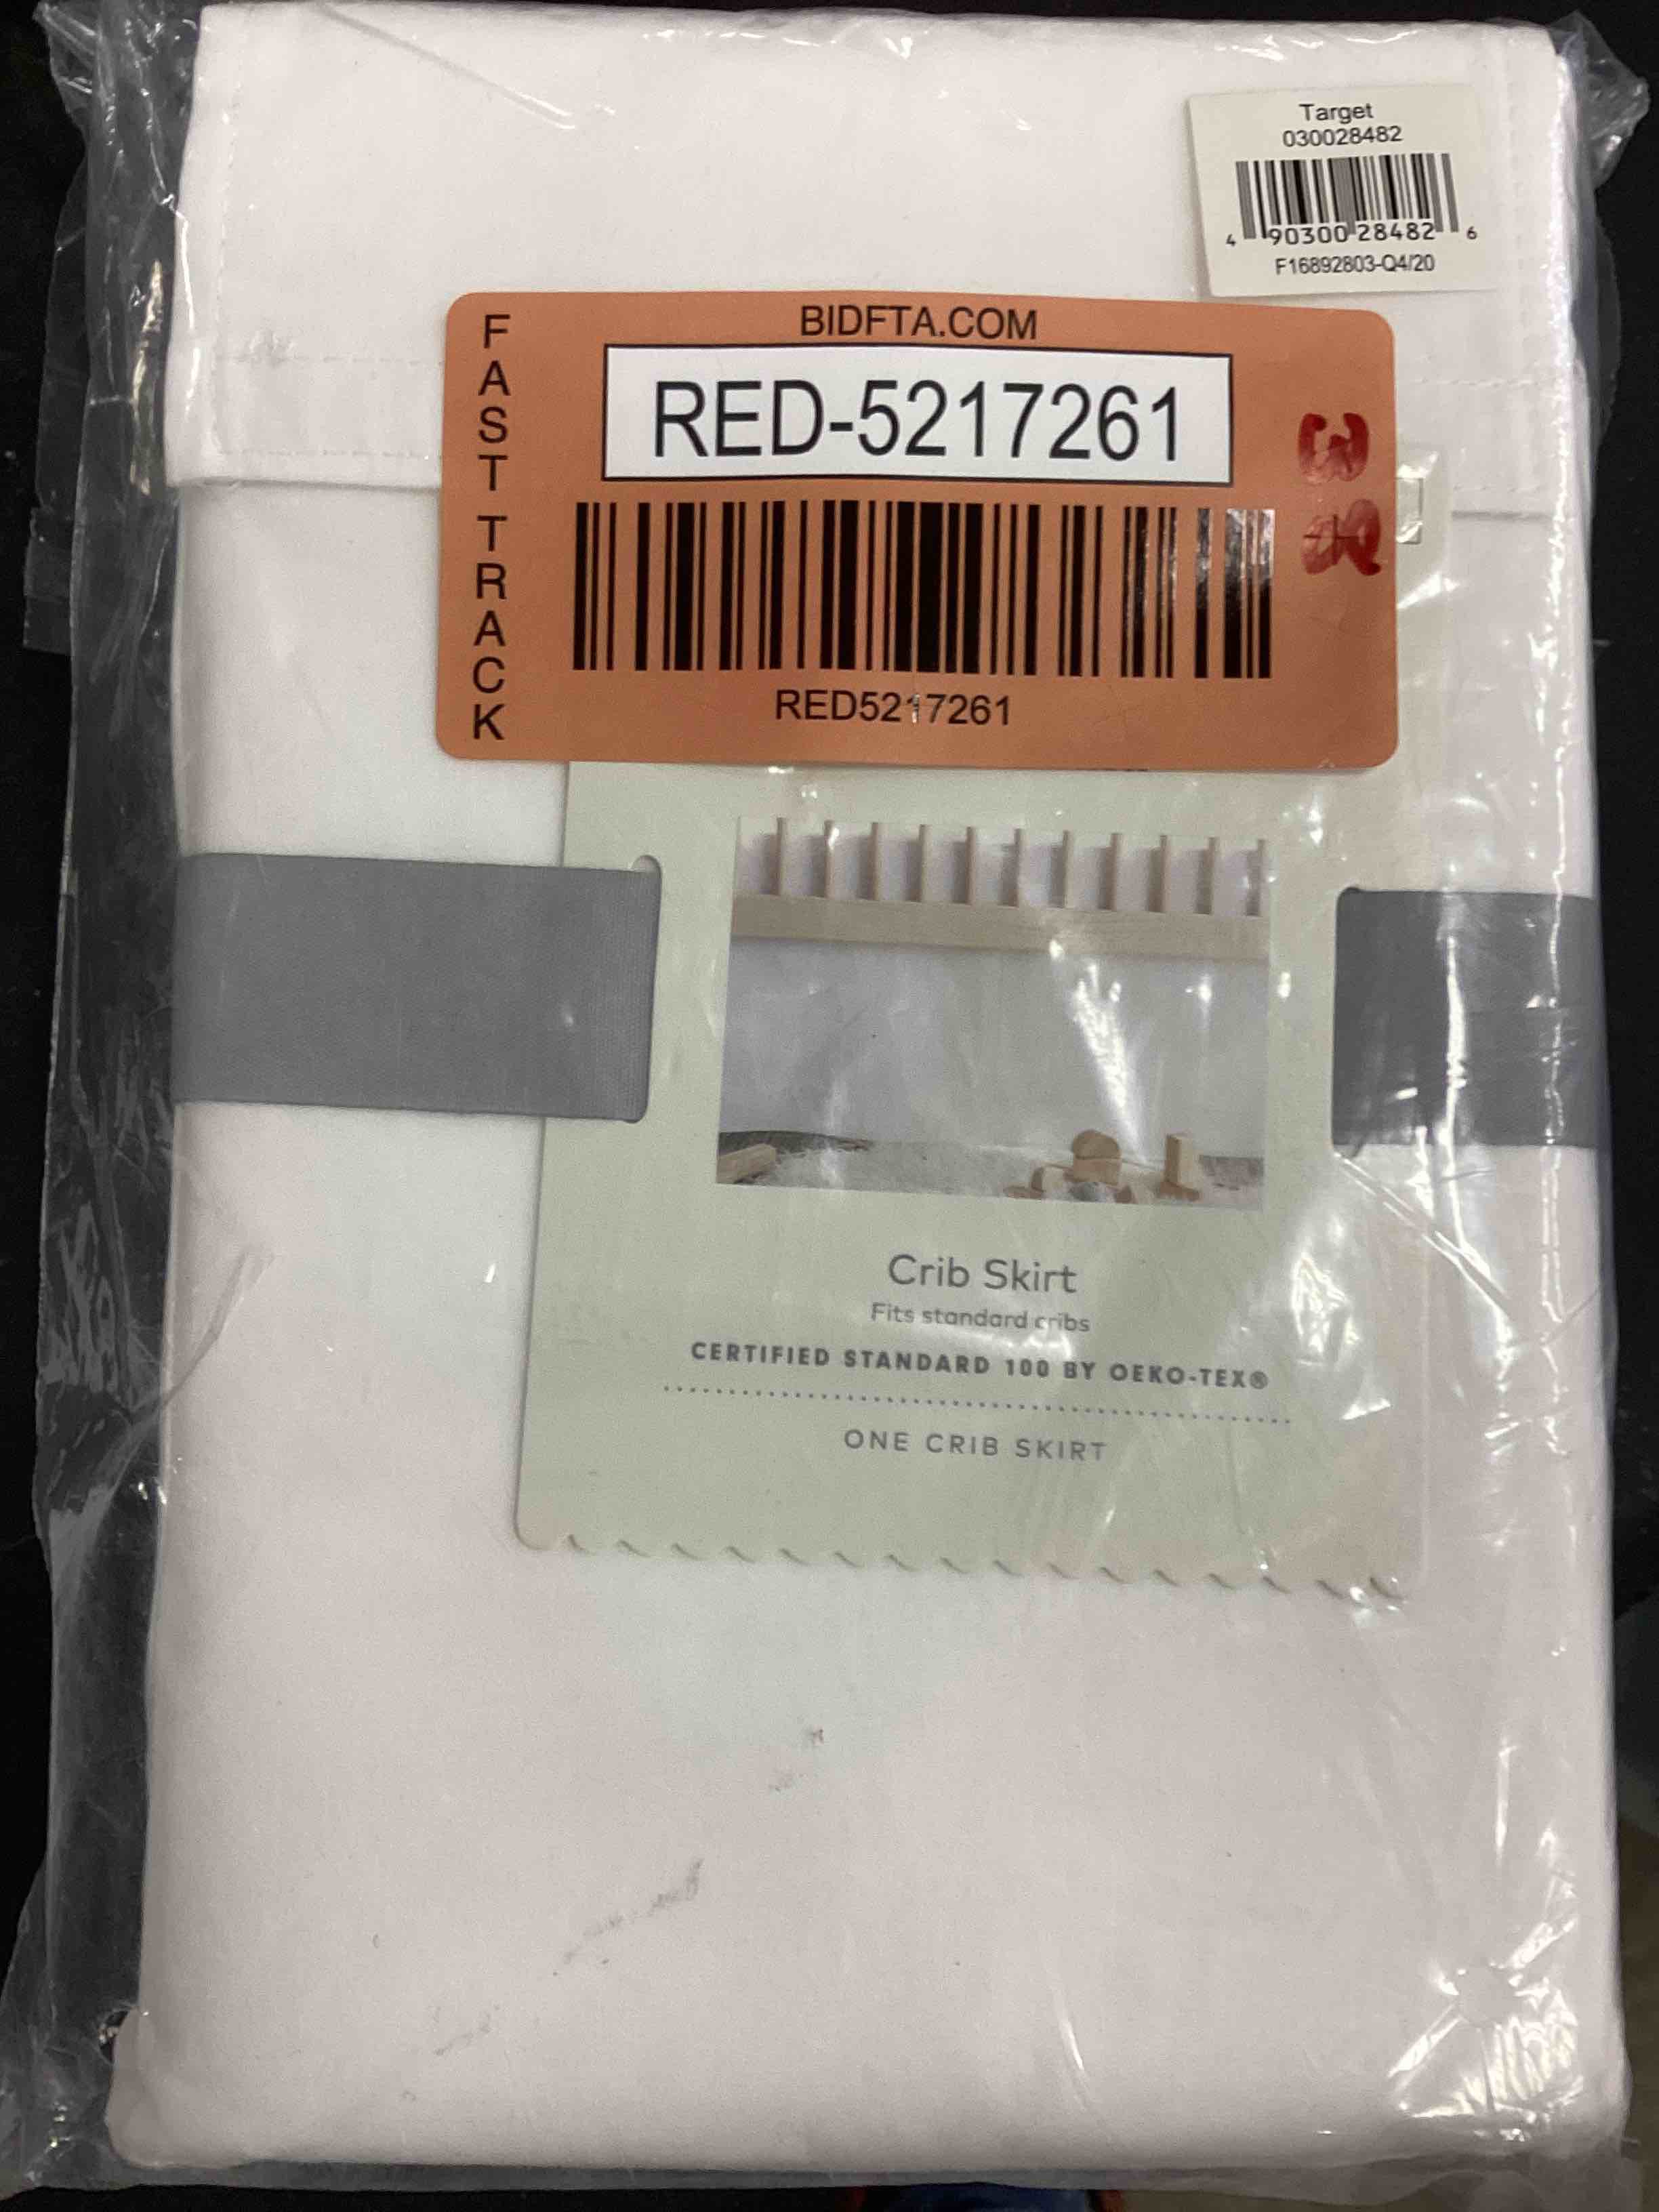 Target
030028482
4 90300 28482 6
F16892803-Q4/20
FAST TRACK
BIDFTA.COM
RED-5217261
RED5217261
Crib Skirt
Fits standard cribs
CERTIFIED STANDARD 100 BY OEKO-TEX®
ONE CRIB SKIRT